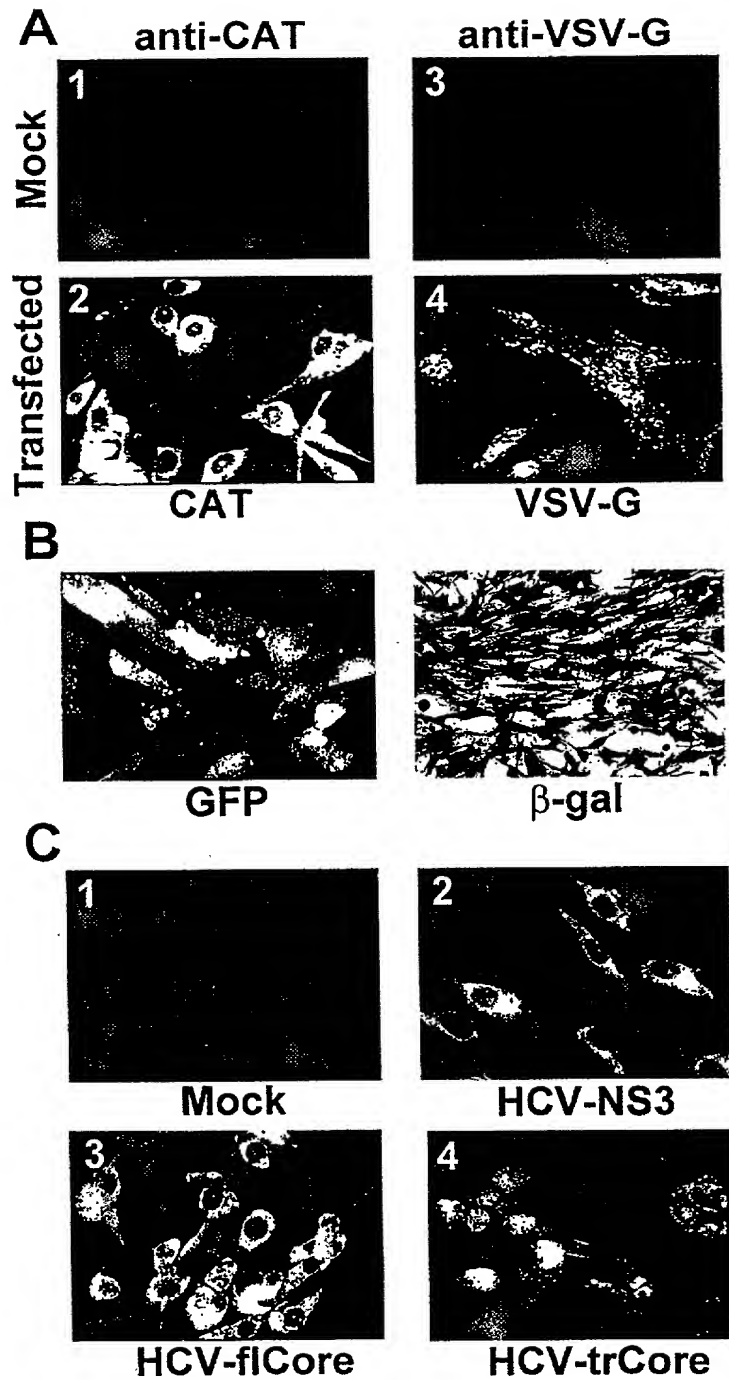 A
anti-CAT anti-VSV-G
Mock
1 3
Transfected
2 4
CAT VSV-G
B
GFP β-gal
C
1 2
Mock HCV-NS3
3 4
HCV-flCore HCV-trCore